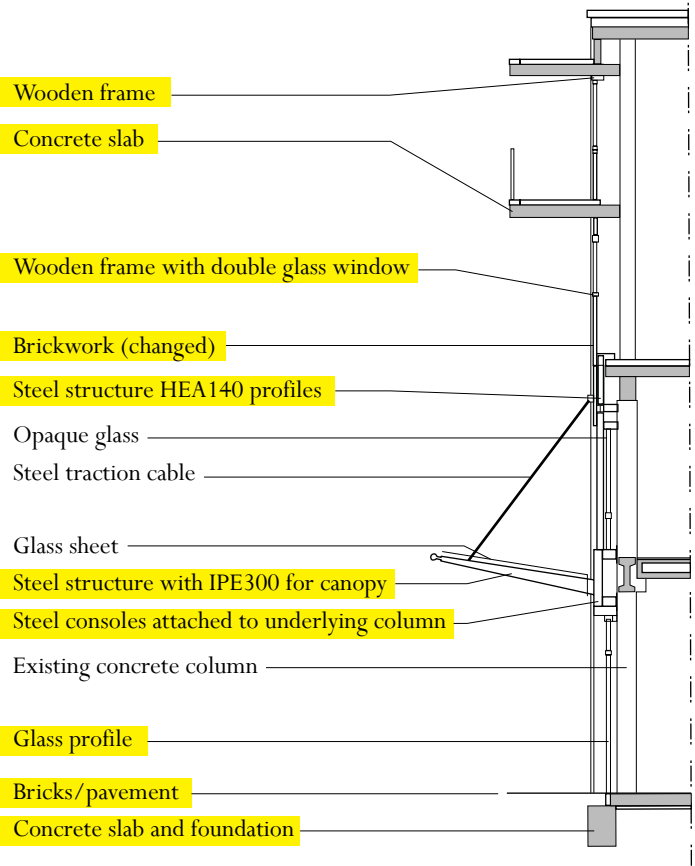 Wooden frame
Concrete slab
Wooden frame with double glass window
Brickwork (changed)
Steel structure HEA140 profiles
Opaque glass
Steel traction cable
Glass sheet
Steel structure with IPE300 for canopy
Steel consoles attached to underlying column
Existing concrete column
Glass profile
Bricks/pavement
Concrete slab and foundation